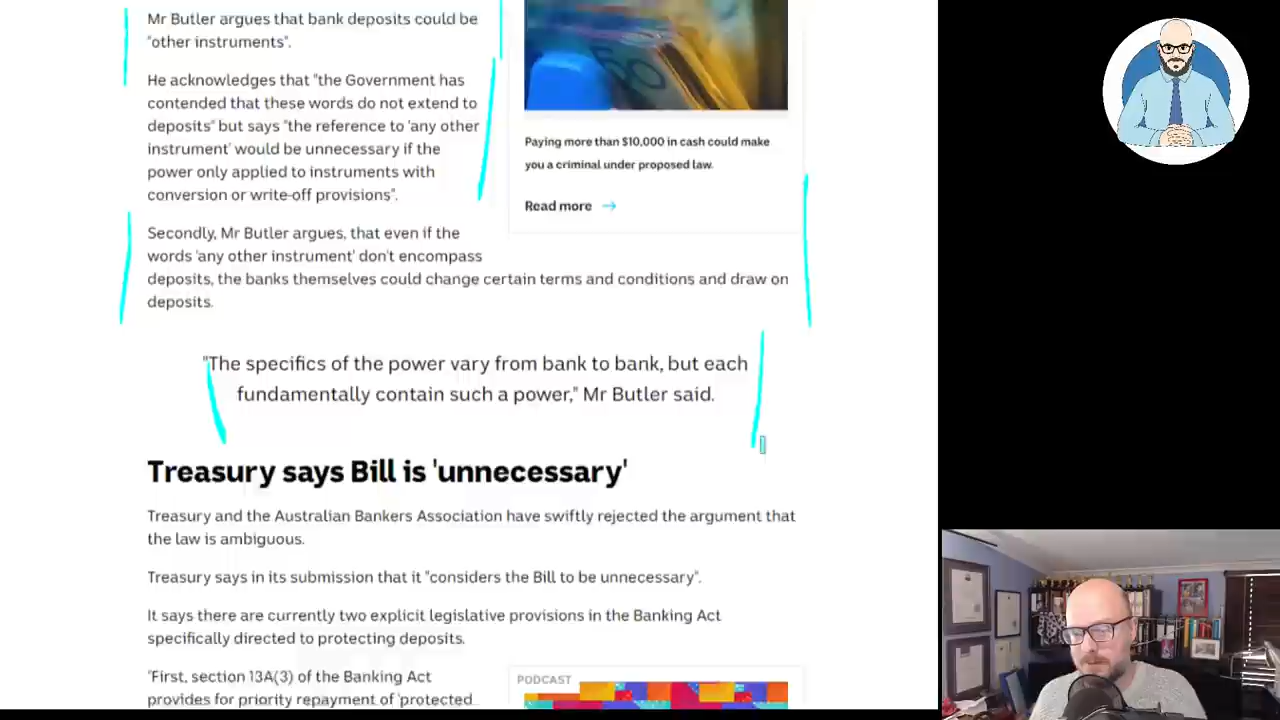 Mr Butler argues that bank deposits could be
"other instruments".
He acknowledges that "the Government has
contended that these words do not extend to
deposits" but says "the reference to 'any other
instrument' would be unnecessary if the
power only applied to instruments with
conversion or write-off provisions".
Secondly, Mr Butler argues, that even if the
words 'any other instrument' don't encompass
deposits, the banks themselves could change certain terms and conditions and draw on
deposits.
Paying more than $10,000 in cash could make
you a criminal under proposed law.
Read more →
"The specifics of the power vary from bank to bank, but each
fundamentally contain such a power," Mr Butler said.
Treasury says Bill is 'unnecessary'
Treasury and the Australian Bankers Association have swiftly rejected the argument that
the law is ambiguous.
Treasury says in its submission that it "considers the Bill to be unnecessary".
It says there are currently two explicit legislative provisions in the Banking Act
specifically directed to protecting deposits.
"First, section 13A(3) of the Banking Act
provides for priority repayment of 'protected
PODCAST